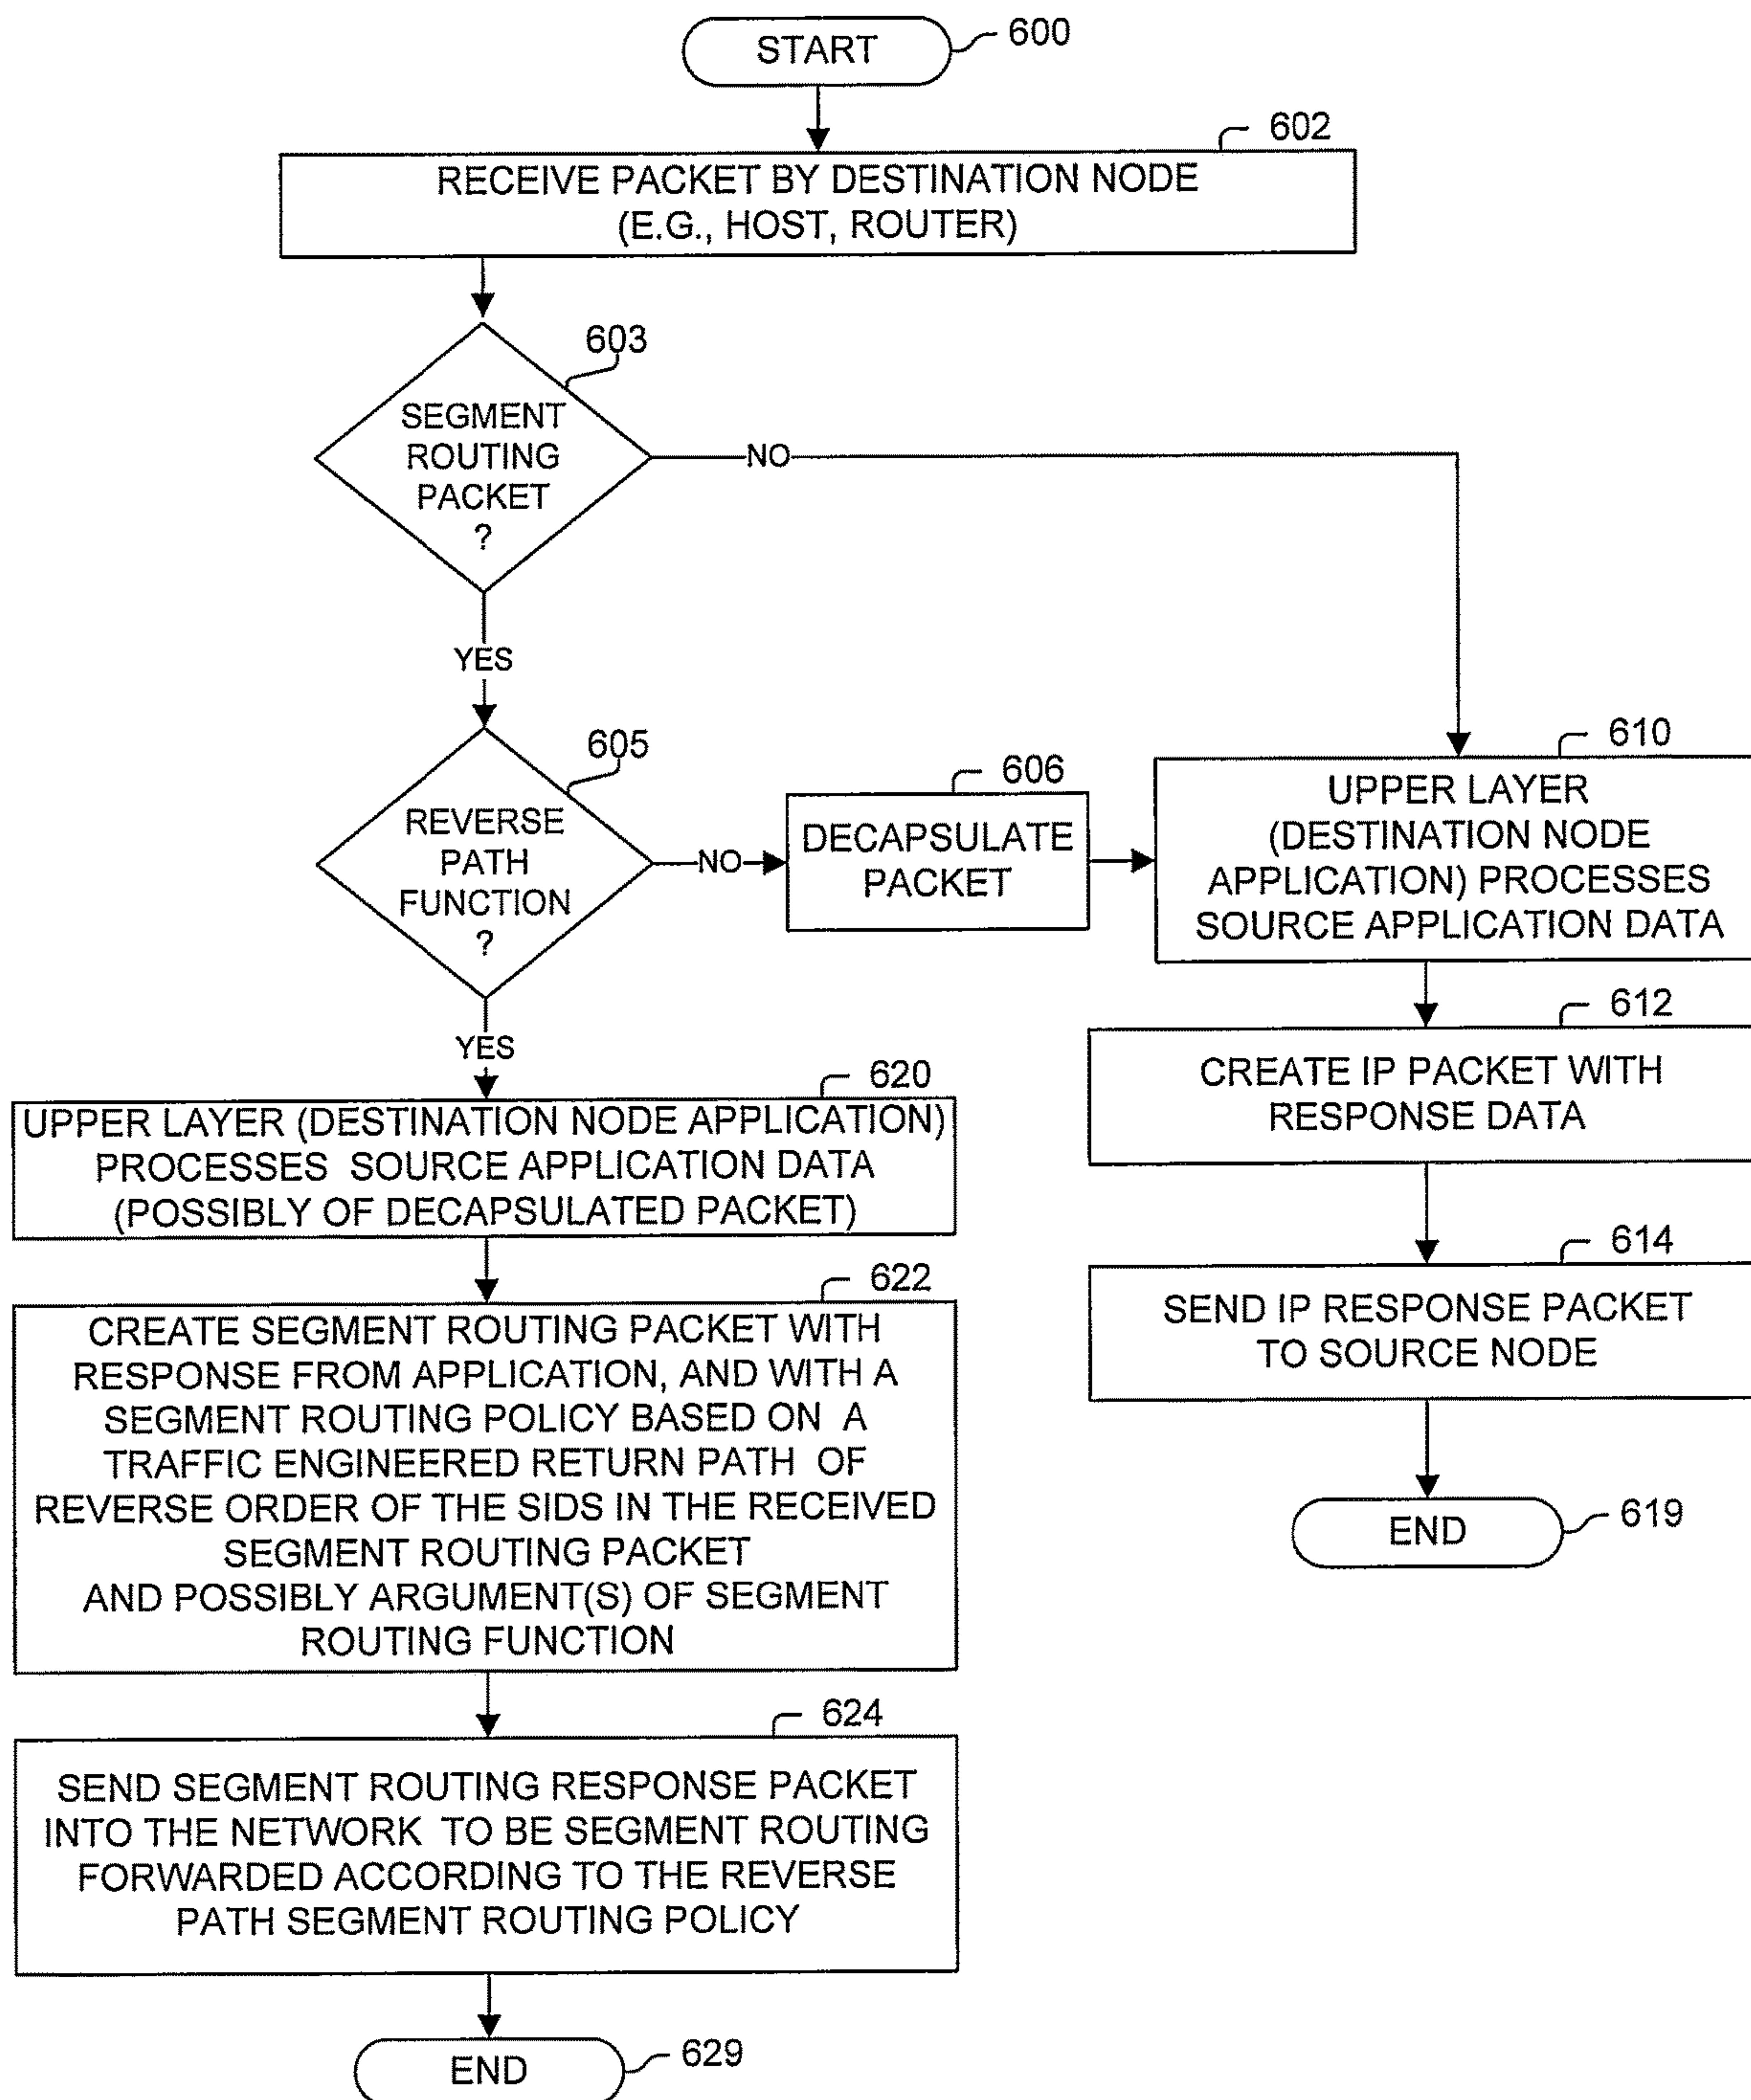 START
600
602
RECEIVE PACKET BY DESTINATION NODE
(E.G., HOST, ROUTER)
603
SEGMENT
ROUTING
PACKET
?
NO
YES
605
REVERSE
PATH
FUNCTION
?
NO
606
DECAPSULATE
PACKET
610
UPPER LAYER
(DESTINATION NODE
APPLICATION) PROCESSES
SOURCE APPLICATION DATA
612
CREATE IP PACKET WITH
RESPONSE DATA
614
SEND IP RESPONSE PACKET
TO SOURCE NODE
END
619
YES
620
UPPER LAYER (DESTINATION NODE APPLICATION)
PROCESSES SOURCE APPLICATION DATA
(POSSIBLY OF DECAPSULATED PACKET)
622
CREATE SEGMENT ROUTING PACKET WITH
RESPONSE FROM APPLICATION, AND WITH A
SEGMENT ROUTING POLICY BASED ON A
TRAFFIC ENGINEERED RETURN PATH OF
REVERSE ORDER OF THE SIDS IN THE RECEIVED
SEGMENT ROUTING PACKET
AND POSSIBLY ARGUMENT(S) OF SEGMENT
ROUTING FUNCTION
624
SEND SEGMENT ROUTING RESPONSE PACKET
INTO THE NETWORK TO BE SEGMENT ROUTING
FORWARDED ACCORDING TO THE REVERSE
PATH SEGMENT ROUTING POLICY
END
629